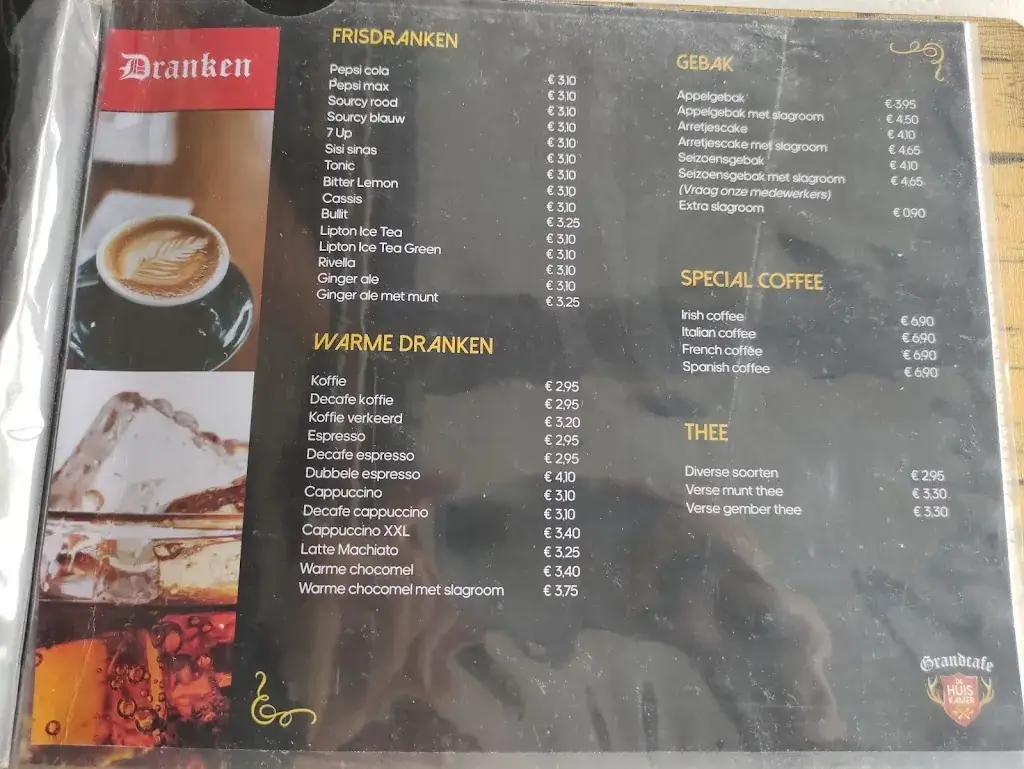 Dranken
FRISDRANKEN
Pepsi cola € 3,10
Pepsi max € 3,10
Sourcy rood € 3,10
Sourcy blauw € 3,10
7 Up € 3,10
Sisi sinas € 3,10
Tonic € 3,10
Bitter Lemon € 3,10
Cassis € 3,10
Bullit € 3,25
Lipton Ice Tea € 3,10
Lipton Ice Tea Green € 3,10
Rivella € 3,10
Ginger ale € 3,10
Ginger ale met munt € 3,25
WARME DRANKEN
Koffie € 2,95
Decafe koffie € 2,95
Koffie verkeerd € 3,20
Espresso € 2,95
Decafe espresso € 2,95
Dubbele espresso € 4,10
Cappuccino € 3,10
Decafe cappuccino € 3,10
Cappuccino XXL € 3,40
Latte Machiato € 3,25
Warme chocomel € 3,40
Warme chocomel met slagroom € 3,75
GEBAK
Appelgebak € 3,95
Appelgebak met slagroom € 4,50
Arretjescake € 4,10
Arretjescake met slagroom € 4,65
Seizoensgebak € 4,10
Seizoensgebak met slagroom € 4,65
(Vraag onze medewerkers)
Extra slagroom € 0,90
SPECIAL COFFEE
Irish coffee € 6,90
Italian coffee € 6,90
French coffee € 6,90
Spanish coffee € 6,90
THEE
Diverse soorten € 2,95
Verse munt thee € 3,30
Verse gember thee € 3,30
Grandcafe
DE
HUIS
KAMER